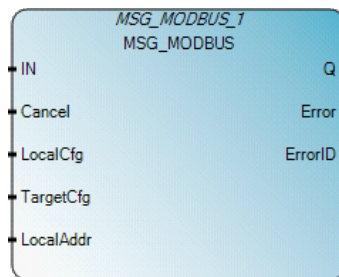 MSG_MODBUS_1
MSG_MODBUS
IN Q
Cancel Error
LocalCfg ErrorID
TargetCfg
LocalAddr